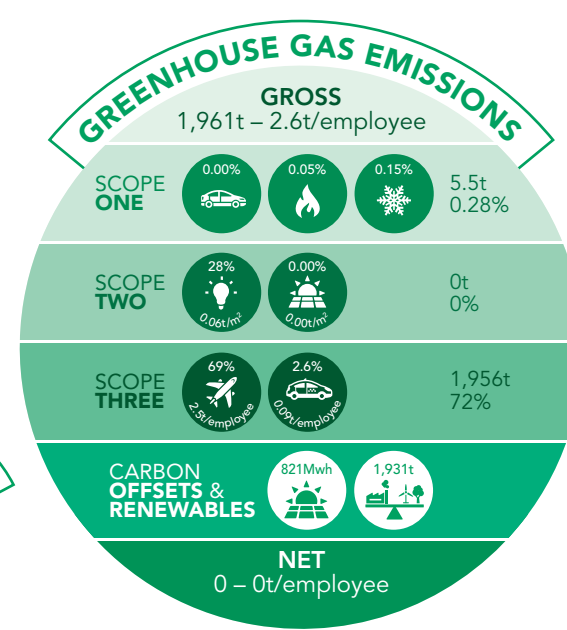 GREENHOUSE GAS EMISSIONS
GROSS
1,961t – 2.6t/employee
SCOPE
ONE
0.00%
0.05%
0.15%
5.5t
0.28%
SCOPE
TWO
28%
0.06t/m²
0.00%
0.00t/m²
0t
0%
SCOPE
THREE
69%
2.5t/employee
2.6%
0.09t/employee
1,956t
72%
CARBON
OFFSETS &
RENEWABLES
821Mwh
1,931t
NET
0 – 0t/employee